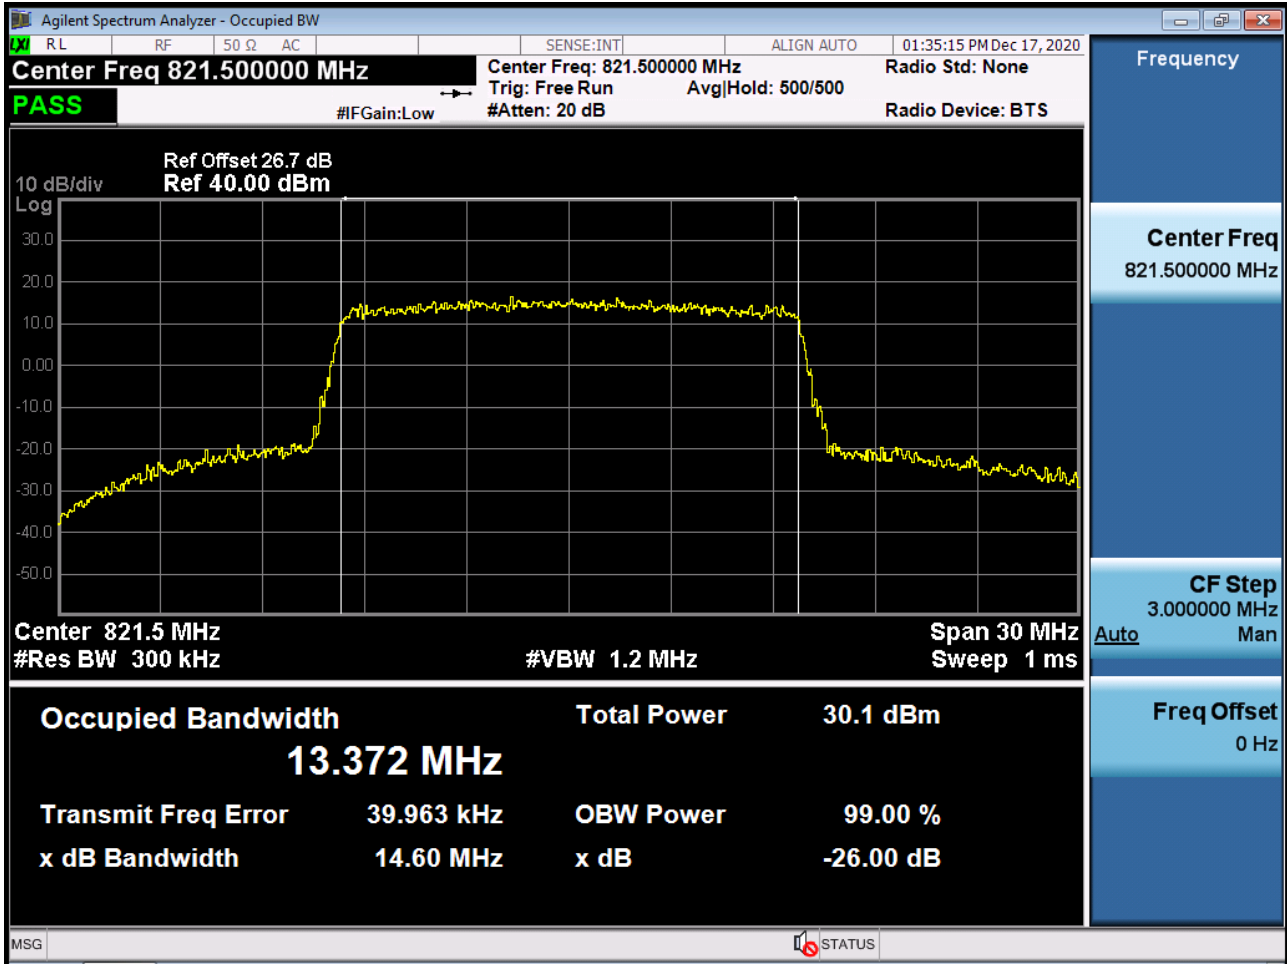 Agilent Spectrum Analyzer - Occupied BW
LXI RL RF 50 Ω AC SENSE:INT ALIGN AUTO 01:35:15 PM Dec 17, 2020
Center Freq 821.500000 MHz
Center Freq: 821.500000 MHz
Radio Std: None
Trig: Free Run
Avg|Hold: 500/500
PASS
#IFGain:Low
#Atten: 20 dB
Radio Device: BTS
Ref Offset 26.7 dB
10 dB/div
Ref 40.00 dBm
Log
30.0
20.0
10.0
0.00
-10.0
-20.0
-30.0
-40.0
-50.0
Center 821.5 MHz
Span 30 MHz
#Res BW 300 kHz
#VBW 1.2 MHz
Sweep 1 ms
Occupied Bandwidth
13.372 MHz
Total Power 30.1 dBm
Transmit Freq Error 39.963 kHz
OBW Power 99.00 %
x dB Bandwidth 14.60 MHz
x dB -26.00 dB
Frequency
Center Freq
821.500000 MHz
CF Step
3.000000 MHz
Auto Man
Freq Offset
0 Hz
MSG
STATUS